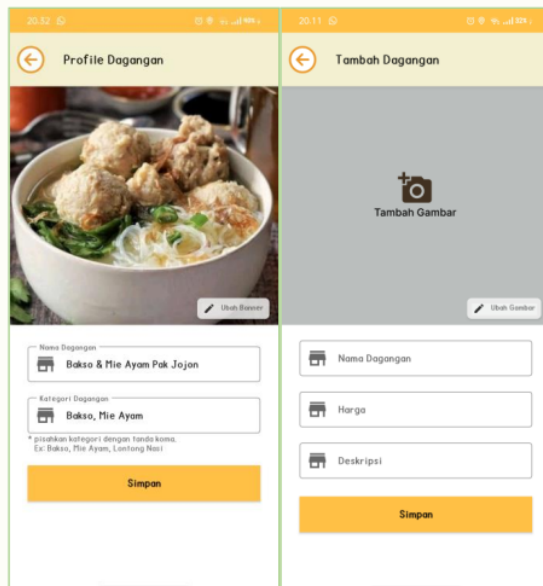 20.32
90%
Profile Dagangan
Ubah Banner
Nama Dagangan
Bakso & Mie Ayam Pak Jojon
Kategori Dagangan
Bakso, Mie Ayam
* pisahkan kategori dengan tanda koma.
Ex: Bakso, Mie Ayam, Lontong Nasi
Simpan
20.11
Tambah Dagangan
Tambah Gambar
Ubah Gambar
Nama Dagangan
Harga
Deskripsi
Simpan